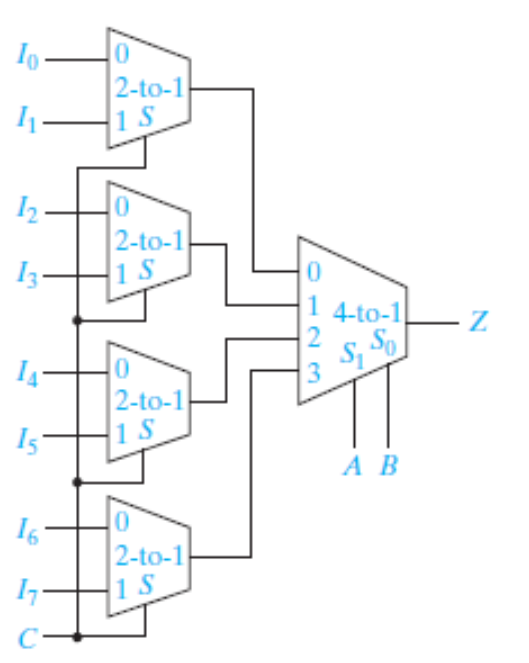 I₀
0
2-to-1
I₁
1 S
I₂
0
2-to-1
I₃
1 S
I₄
0
2-to-1
I₅
1 S
I₆
0
2-to-1
I₇
1 S
C
0
1
4-to-1
2
S₁ S₀
3
Z
A B